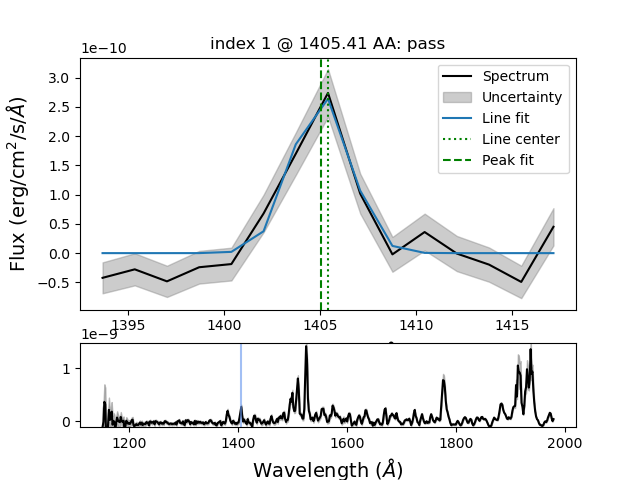 index 1 @ 1405.41 AA: pass
1e−10
Flux (erg/cm²/s/Å)
3.0
2.5
2.0
1.5
1.0
0.5
0.0
−0.5
Spectrum
Uncertainty
Line fit
Line center
Peak fit
1395 1400 1405 1410 1415
1e−9
1
0
1200 1400 1600 1800 2000
Wavelength (Å)